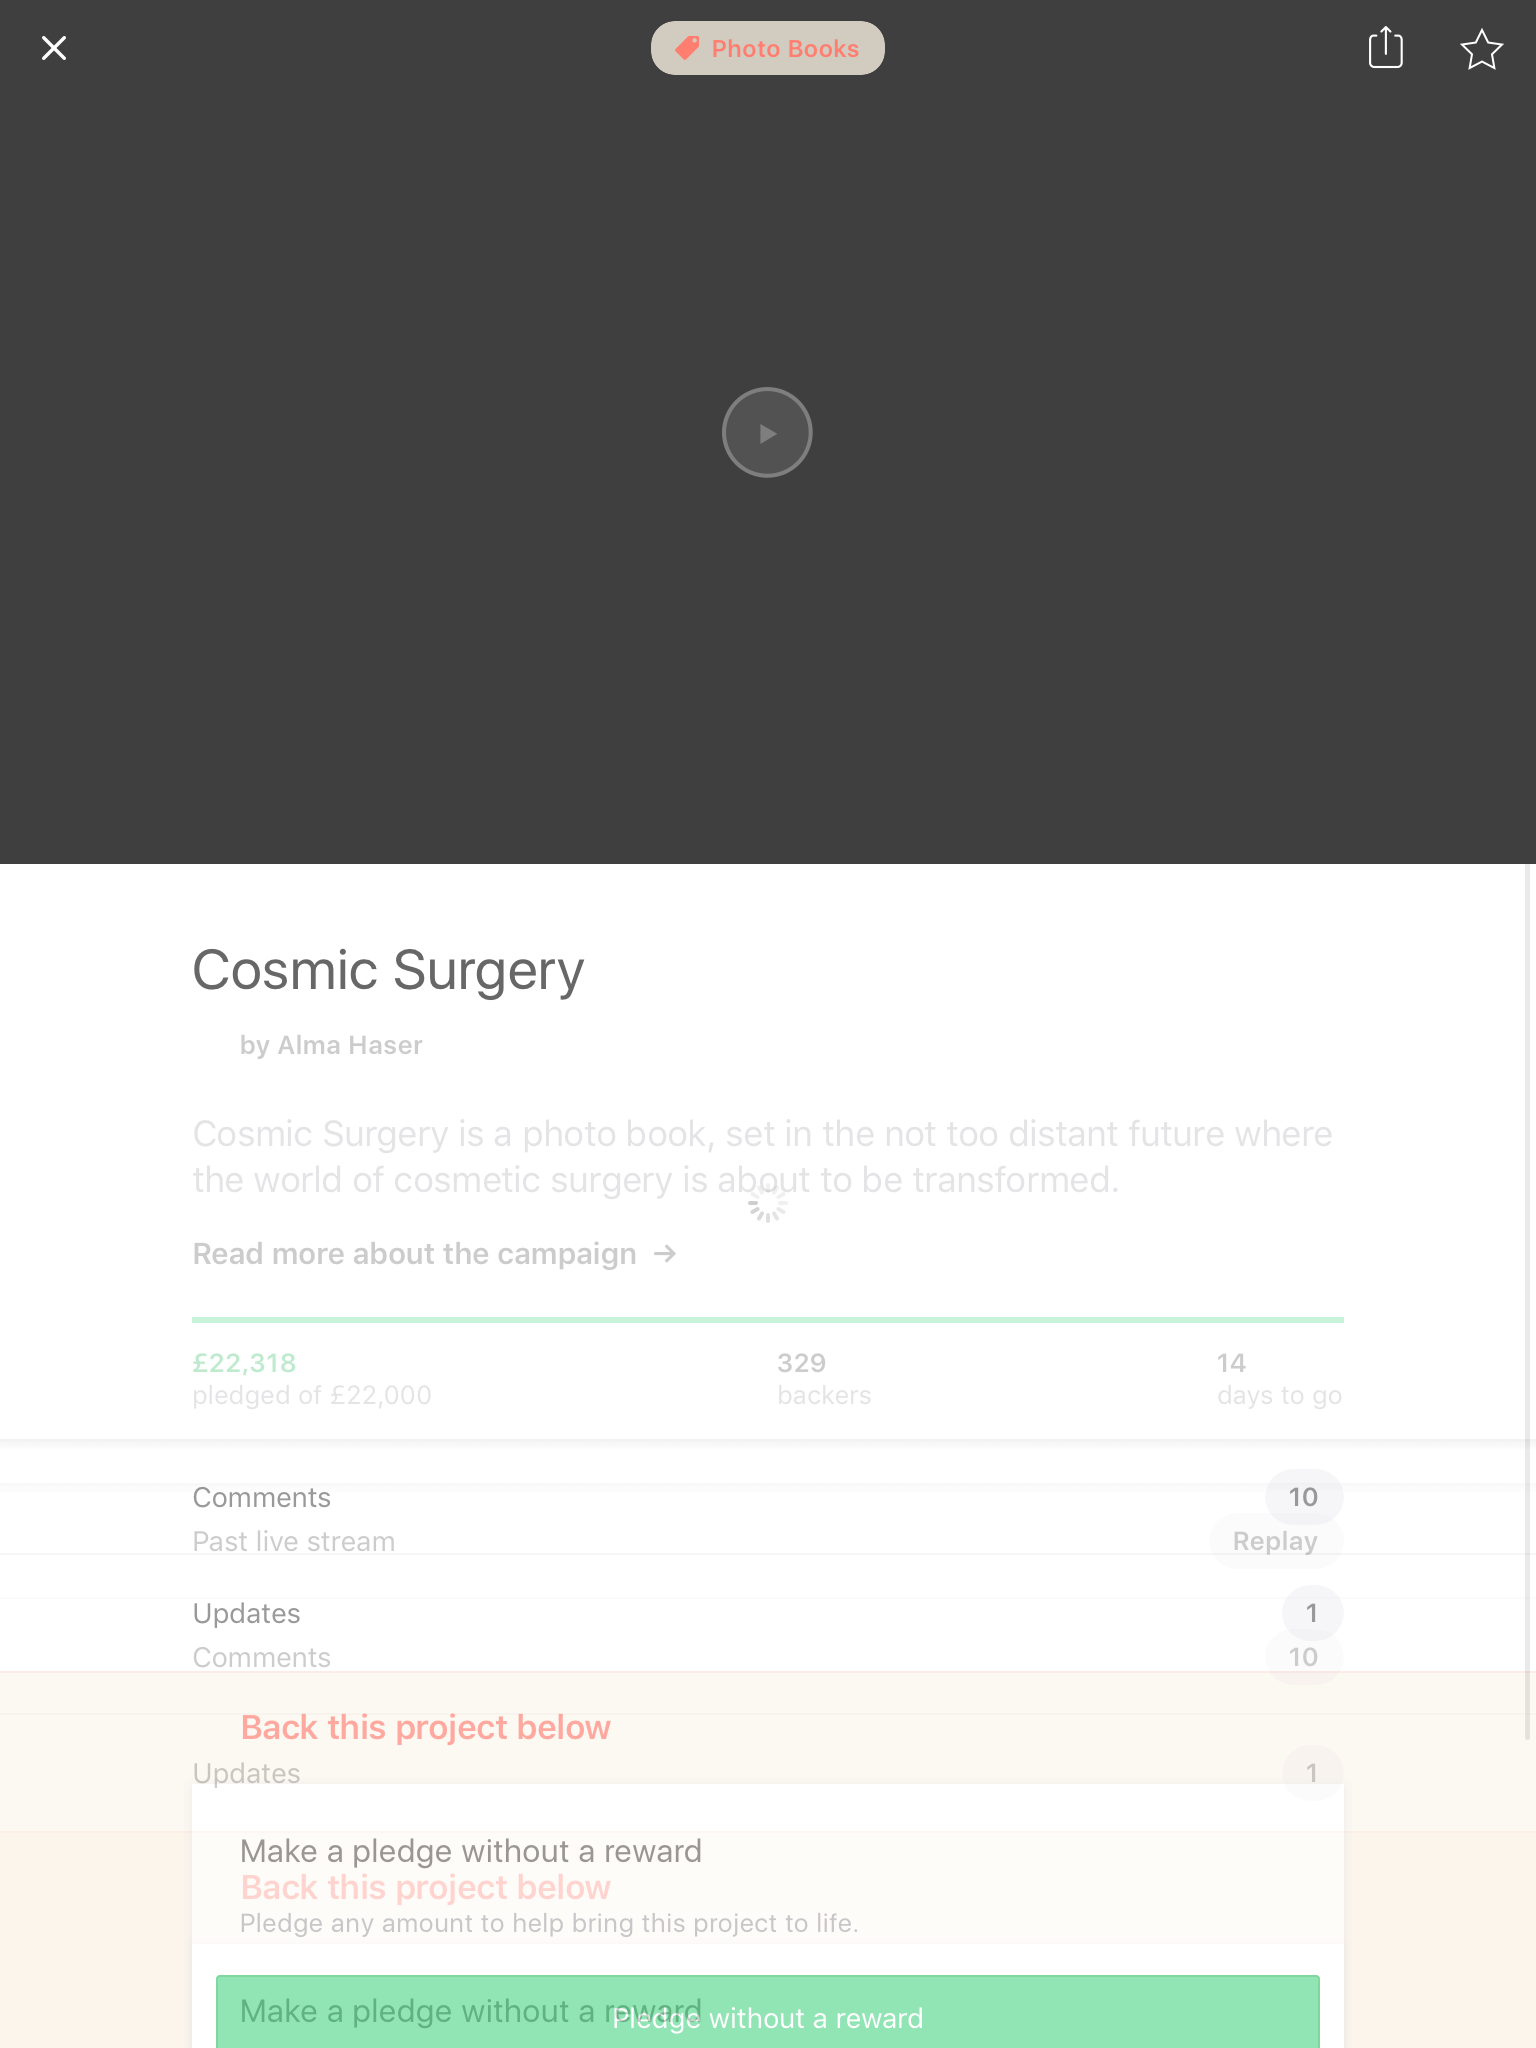 Photo Books
Cosmic Surgery
by Alma Haser
Cosmic Surgery is a photo book, set in the not too distant future where
the world of cosmetic surgery is about to be transformed.
Read more about the campaign →
£22,318
pledged of £22,000
329
backers
14
days to go
Comments
10
Past live stream
Replay
Updates
1
Comments
10
Back this project below
Updates
1
Make a pledge without a reward
Back this project below
Pledge any amount to help bring this project to life.
Make a pledge without a reward
Pledge without a reward